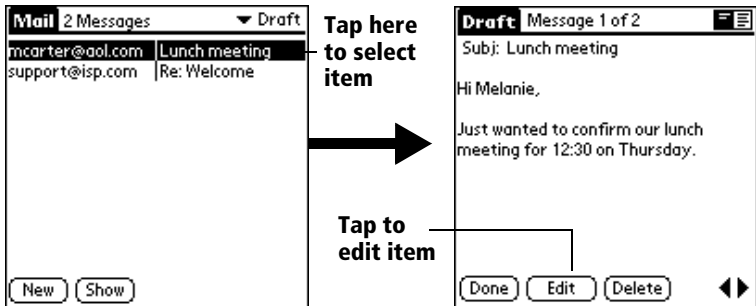 Mail 2 Messages ▼ Draft
mcarter@aol.com Lunch meeting
support@isp.com Re: Welcome
New Show
Tap here
to select
item
Tap to
edit item
Draft Message 1 of 2
Subj: Lunch meeting
Hi Melanie,
Just wanted to confirm our lunch
meeting for 12:30 on Thursday.
Done Edit Delete